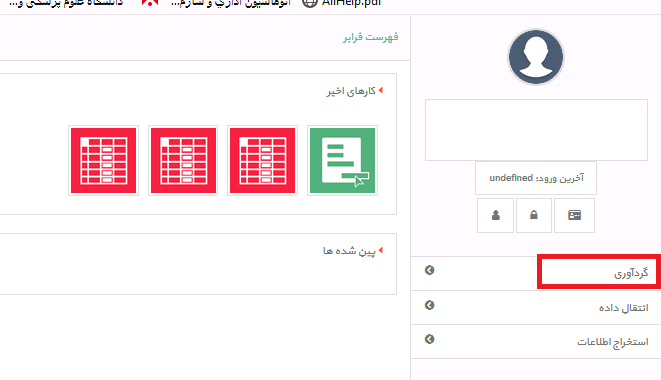 AllHelp.pdf
اتوماسیون اداری و سازم...
دانشگاه علوم پزشکی و...
فهرست فرابر
کارهای اخیر
پین شده ها
آخرین ورود: undefined
گردآوری
انتقال داده
استخراج اطلاعات